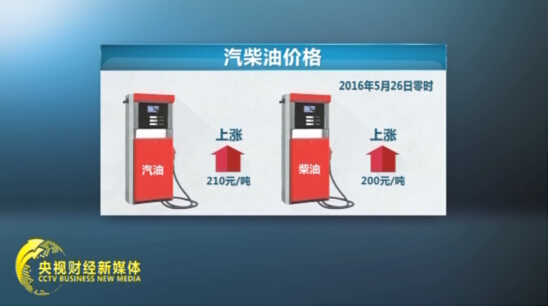 汽柴油价格
2016年5月26日零时
上涨
汽油
210元/吨
上涨
柴油
200元/吨
央视财经新媒体
CCTV BUSINESS NEW MEDIA